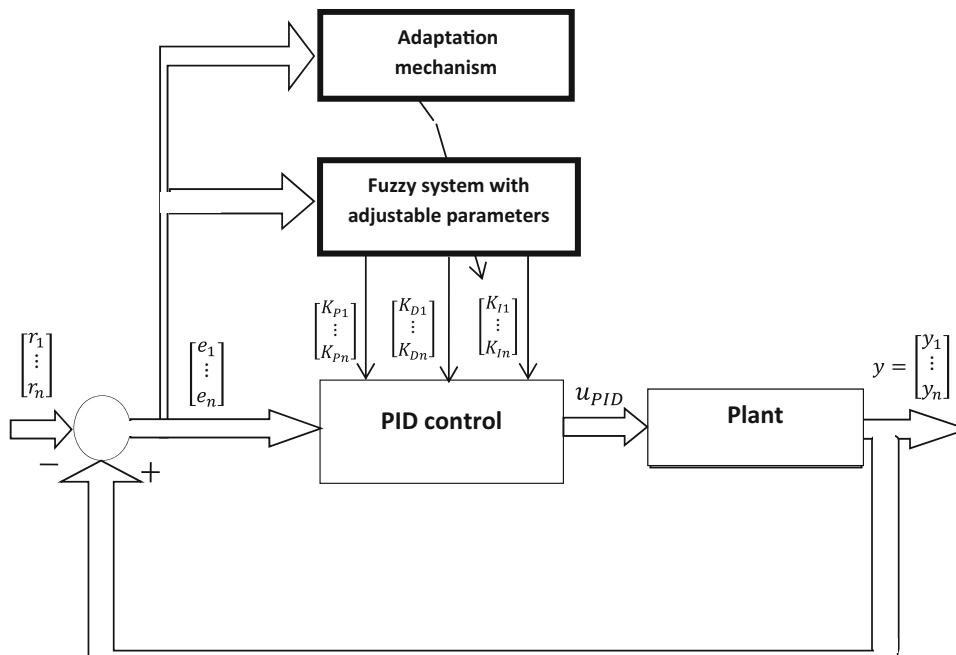 Adaptation
mechanism
Fuzzy system with
adjustable parameters
[K_{P1} ⋮ K_{Pn}]
[K_{D1} ⋮ K_{Dn}]
[K_{I1} ⋮ K_{In}]
[r_1 ⋮ r_n]
[e_1 ⋮ e_n]
PID control
u_{PID}
Plant
y = [y_1 ⋮ y_n]
−
+